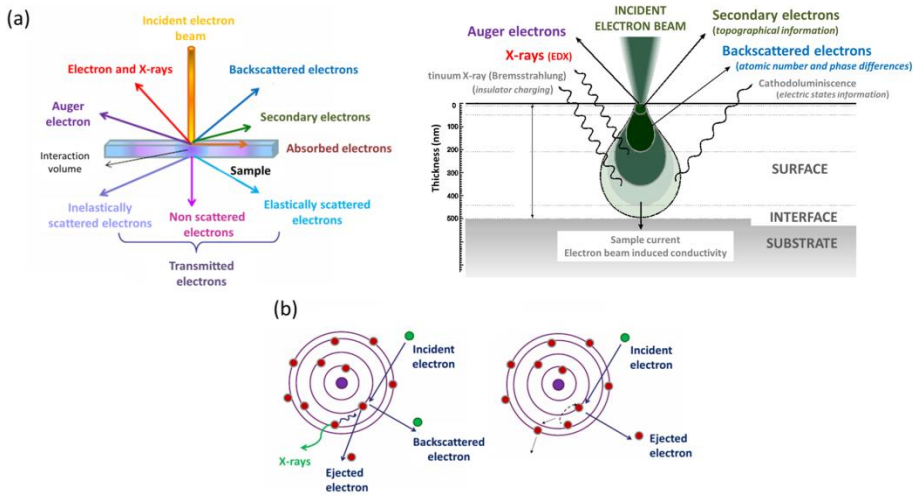 (a)
Incident electron
beam
Electron and X-rays
Backscattered electrons
Auger
electron
Secondary electrons
Absorbed electrons
Interaction
volume
Sample
Inelastically
scattered electrons
Non scattered
electrons
Elastically scattered
electrons
Transmitted
electrons
INCIDENT
ELECTRON BEAM
Auger electrons
Secondary electrons
(topographical information)
X-rays (EDX)
Backscattered electrons
(atomic number and phase differences)
tinuum X-ray (Bremsstrahlung)
(insulator charging)
Cathodoluminiscence
(electric states information)
Thickness (nm)
0
100
200
300
400
500
SURFACE
INTERFACE
SUBSTRATE
Sample current
Electron beam induced conductivity
(b)
Incident
electron
Backscattered
electron
X-rays
Ejected
electron
Incident
electron
Ejected
electron